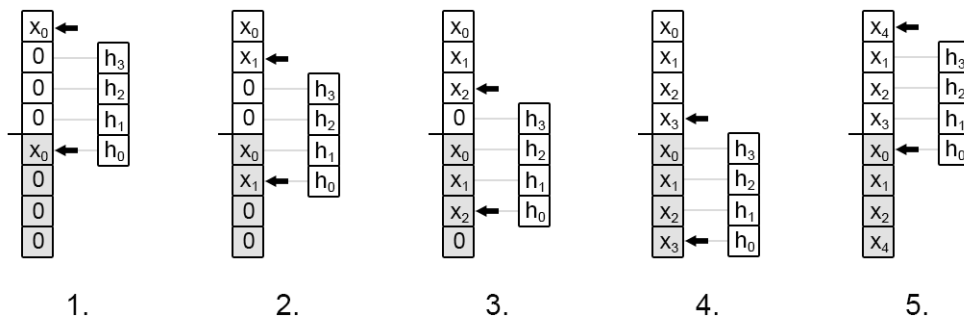 x₀
0 h₃
0 h₂
0 h₁
x₀ h₀
0
0
0
1.
x₀
x₁
0 h₃
0 h₂
x₀ h₁
x₁ h₀
0
0
2.
x₀
x₁
x₂
0 h₃
x₀ h₂
x₁ h₁
x₂ h₀
0
3.
x₀
x₁
x₂
x₃
x₀ h₃
x₁ h₂
x₂ h₁
x₃ h₀
4.
x₄
x₁ h₃
x₂ h₂
x₃ h₁
x₀ h₀
x₁
x₂
x₄
5.